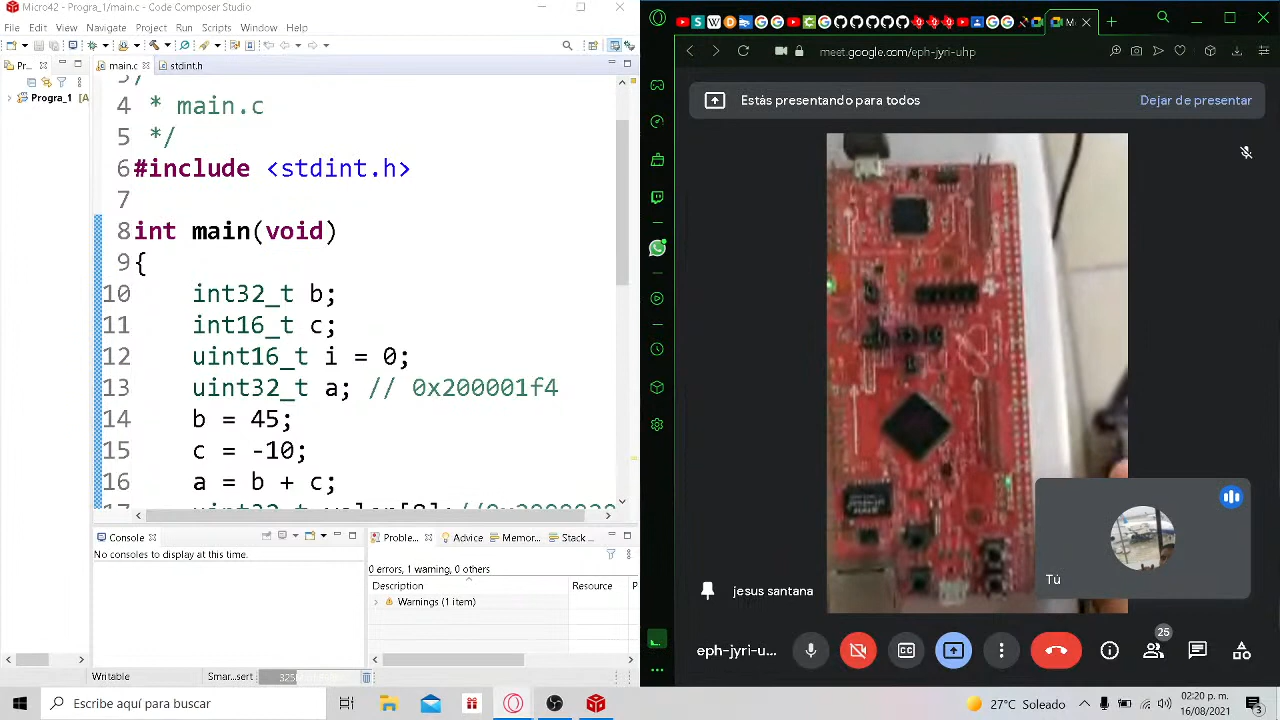 Micro42 - Progra_1/main.c - Code Composer Studio
File Edit View Navigate Project Run Scripts Window Help
Pr...
main.c
stdint.h
Progra_1 [A
4 * main.c
5 */
6 #include <stdint.h>
7
8 int main(void)
9 {
10 int32_t b;
11 int16_t c;
12 uint16_t i = 0;
13 uint32_t a; // 0x200001f4
14 b = 45;
15 c = -10;
16 a = b + c;
Console
No consoles to display at this time.
Proble...
Advice
Memor...
Stack ...
0 errors, 1 warning, 0 others
Description Resource P
Warnings (1 item)
Writable
Smart Insert
Escribe aquí para buscar
meet.google.com/eph-jyri-uhp
Estás presentando para todos
Dejar de presentar
Tú
jesus santana
eph-jyri-u...
27°C Soleado
02:20 p. m.
16/08/2021
3